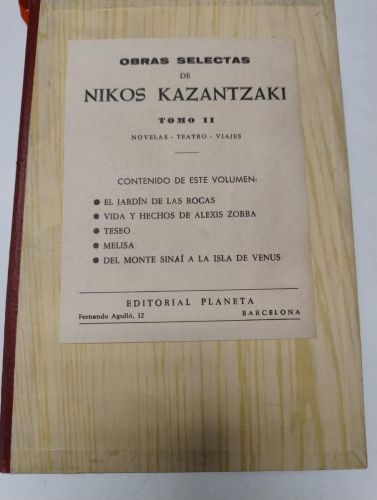 OBRAS SELECTAS
DE
NIKOS KAZANTZAKI
TOMO II
NOVELAS - TEATRO - VIAJES
CONTENIDO DE ESTE VOLUMEN:
● EL JARDÍN DE LAS ROCAS
● VIDA Y HECHOS DE ALEXIS ZORBA
● TESEO
● MELISA
● DEL MONTE SINAÍ A LA ISLA DE VENUS
EDITORIAL PLANETA
Fernando Agulló, 12 BARCELONA